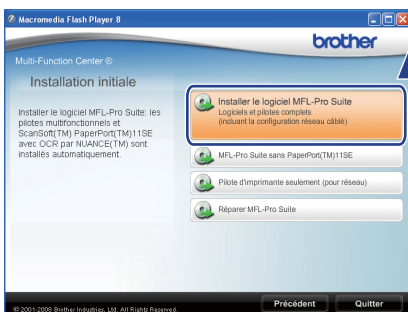 Macromedia Flash Player 8
brother
Multi-Function Center ®
Installation initiale
Installer le logiciel MFL-Pro Suite: les
pilotes multifonctionnels et
ScanSoft(TM) PaperPort(TM)11SE
avec OCR par NUANCE(TM) sont
installés automatiquement.
Installer le logiciel MFL-Pro Suite
Logiciels et pilotes complets
(incluant la configuration réseau câblé)
MFL-Pro Suite sans PaperPort(TM)11SE
Pilote d'imprimante seulement (pour réseau)
Réparer MFL-Pro Suite
Précédent
Quitter
© 2001-2008 Brother Industries, Ltd. All Rights Reserved.